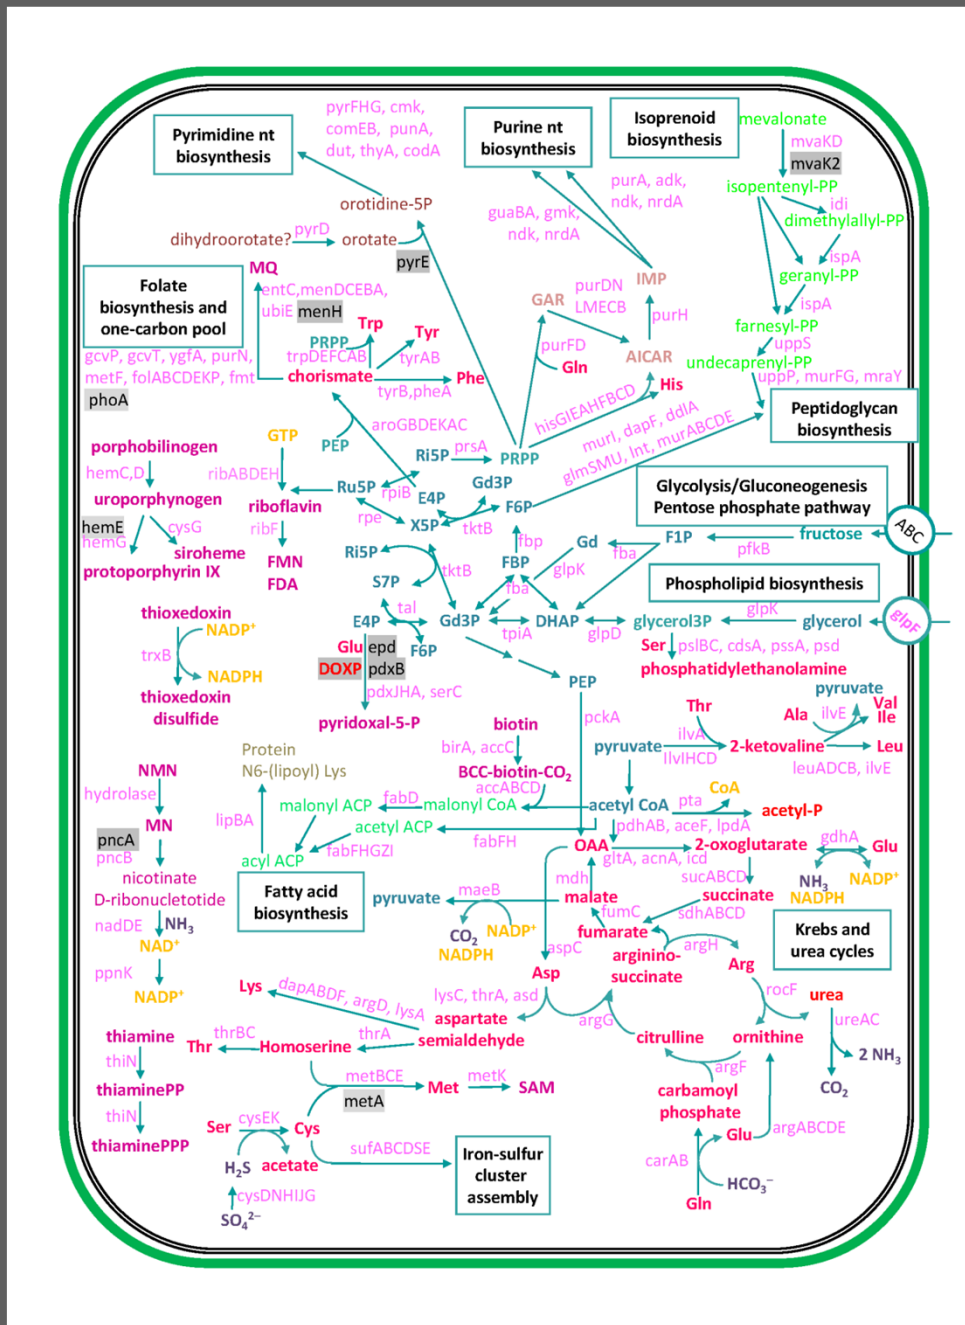 Pyrimidine nt
biosynthesis
pyrFHG, cmk,
comEB, punA,
dut, thyA, codA
Purine nt
biosynthesis
Isoprenoid
biosynthesis
mevalonate
mvaKD
mvaK2
isopentenyl-PP
idi
dimethylallyl-PP
ispA
geranyl-PP
ispA
farnesyl-PP
uppS
undecaprenyl-PP
uppP, murFG, mraY
Peptidoglycan
biosynthesis
purA, adk,
ndk, nrdA
guaBA, gmk,
ndk, nrdA
orotidine-5P
dihydroorotate?
pyrD
orotate
pyrE
MQ
entC,menDCEBA,
ubiE
menH
Folate
biosynthesis and
one-carbon pool
gcvP, gcvT, ygfA, purN,
metF, folABCDEKP, fmt
phoA
PRPP
Trp
trpDEFCAB
Tyr
tyrAB
chorismate
tyrB,pheA
Phe
IMP
purDN
LMECB
GAR
purH
purFD
AICAR
Gln
His
hisGIEAHFBCD
murI, dapF, ddlA
glmSMU, lnt, murABCDE
PEP
aroGBDEKAC
Ri5P
prsA
PRPP
porphobilinogen
hemC,D
uroporphynogen
hemE
hemG
cysG
siroheme
protoporphyrin IX
GTP
ribABDEH
riboflavin
ribF
FMN
FDA
Ru5P
rpiB
rpe
E4P
X5P
Gd3P
F6P
tktB
Glycolysis/Gluconeogenesis
Pentose phosphate pathway
ABC
fructose
pfkB
F1P
fba
Gd
glpK
fbp
FBP
fba
Ri5P
tktB
S7P
tal
E4P
F6P
Gd3P
tpiA
DHAP
glpD
Phospholipid biosynthesis
glycerol3P
glpK
glycerol
glpF
Ser
pslBC, cdsA, pssA, psd
phosphatidylethanolamine
thioxedoxin
NADP⁺
trxB
NADPH
thioxedoxin
disulfide
Glu
epd
DOXP
pdxB
pdxJHA, serC
pyridoxal-5-P
PEP
pckA
pyruvate
Thr
ilvA
IlvIHCD
2-ketovaline
Ala
ilvE
pyruvate
Val
Ile
Leu
leuADCB, ilvE
biotin
birA, accC
BCC-biotin-CO₂
accABCD
Protein
N6-(lipoyl) Lys
malonyl ACP
fabD
malonyl CoA
acetyl CoA
pta
CoA
acetyl-P
pdhAB, aceF, lpdA
lipBA
acetyl ACP
fabFHGZI
fabFH
acyl ACP
Fatty acid
biosynthesis
NMN
hydrolase
MN
pncA
pncB
nicotinate
D-ribonucletotide
nadDE
NH₃
NAD⁺
ppnK
NADP⁺
OAA
gltA, acnA, icd
2-oxoglutarate
gdhA
Glu
NH₃
NADPH
NADP⁺
sucABCD
succinate
sdhABCD
mdh
malate
fumC
fumarate
pyruvate
maeB
CO₂
NADPH
NADP⁺
Krebs and
urea cycles
aspC
Asp
arginino-
succinate
argH
Arg
rocF
urea
ureAC
2 NH₃
CO₂
ornithine
argF
citrulline
argG
carbamoyl
phosphate
Glu
argABCDE
carAB
HCO₃⁻
Gln
Lys
dapABDF, argD, lysA
lysC, thrA, asd
aspartate
semialdehyde
thrA
Homoserine
thrBC
Thr
thiamine
thiN
thiaminePP
thiN
thiaminePPP
metBCE
metA
Met
metK
SAM
Ser
cysEK
Cys
H₂S
acetate
sufABCDSE
Iron-sulfur
cluster
assembly
cysDNHIJG
SO₄²⁻